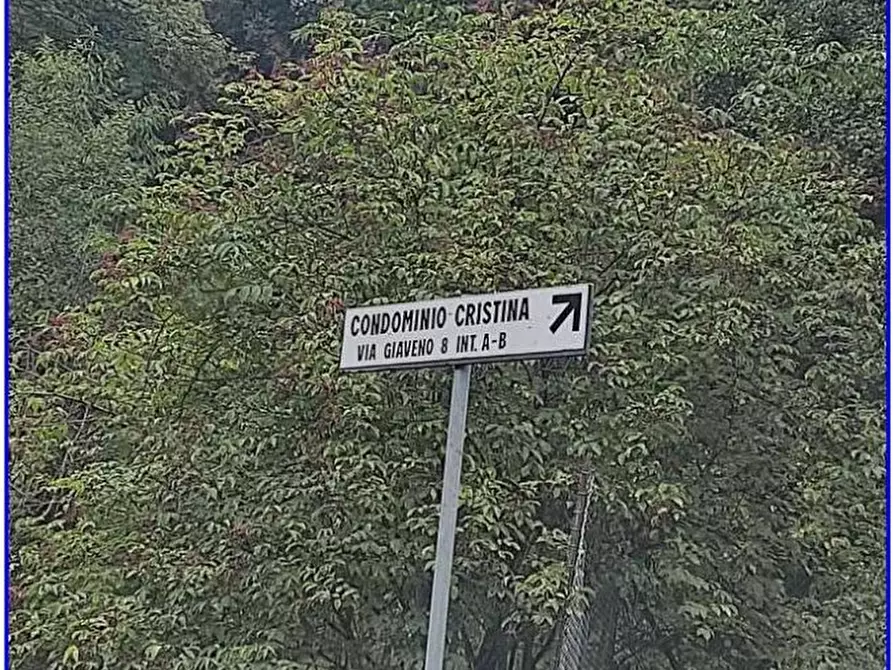 CONDOMINIO CRISTINA
VIA GIAVENO 8 INT. A-B